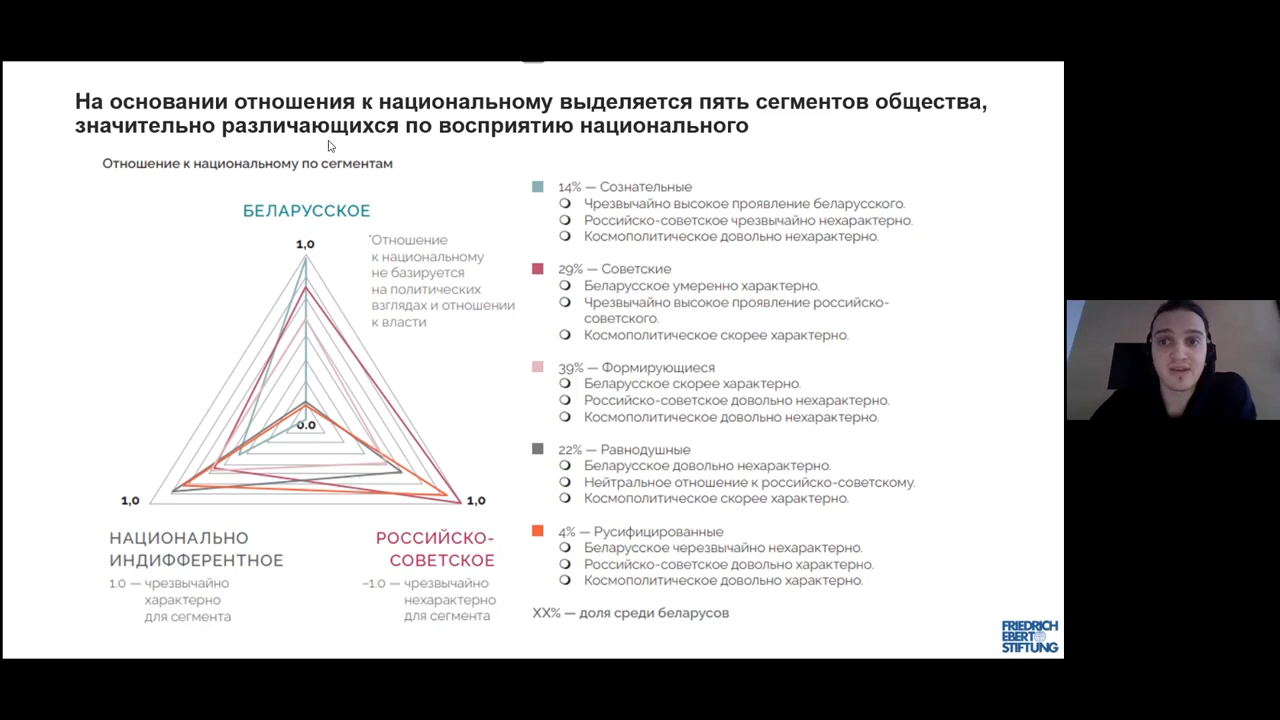 На основании отношения к национальному выделяется пять сегментов общества,
значительно различающихся по восприятию национального
Отношение к национальному по сегментам
БЕЛАРУССКОЕ
1,0
*Отношение
к национальному
не базируется
на политических
взглядах и отношении
к власти
0.0
1,0
1,0
НАЦИОНАЛЬНО
ИНДИФФЕРЕНТНОЕ
1.0 — чрезвычайно
характерно
для сегмента
РОССИЙСКО-
СОВЕТСКОЕ
−1.0 — чрезвычайно
нехарактерно
для сегмента
14% — Сознательные
Чрезвычайно высокое проявление беларусского.
Российско-советское чрезвычайно нехарактерно.
Космополитическое довольно нехарактерно.
29% — Советские
Беларусское умеренно характерно.
Чрезвычайно высокое проявление российско-
советского.
Космополитическое скорее характерно.
39% — Формирующиеся
Беларусское скорее характерно.
Российско-советское довольно нехарактерно.
Космополитическое довольно нехарактерно.
22% — Равнодушные
Беларусское довольно нехарактерно.
Нейтральное отношение к российско-советскому.
Космополитическое скорее характерно.
4% — Русифицированные
Беларусское черезвычайно нехарактерно.
Российско-советское довольно характерно.
Космополитическое довольно характерно.
XX% — доля среди беларусов
FRIEDRICH
EBERT
STIFTUNG